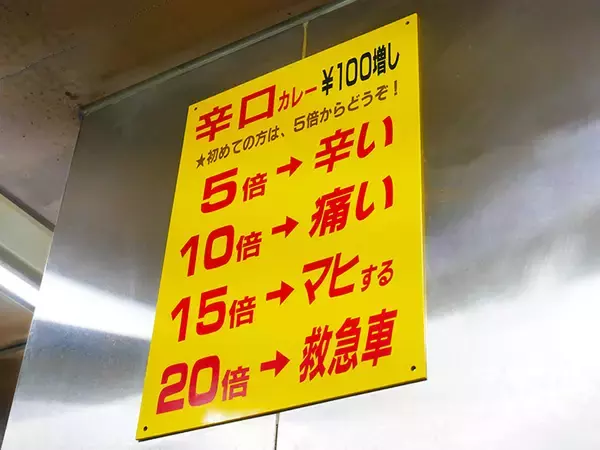 辛口カレー ¥100増し
★初めての方は、5倍からどうぞ!
5倍→辛い
10倍→痛い
15倍→マヒする
20倍→救急車